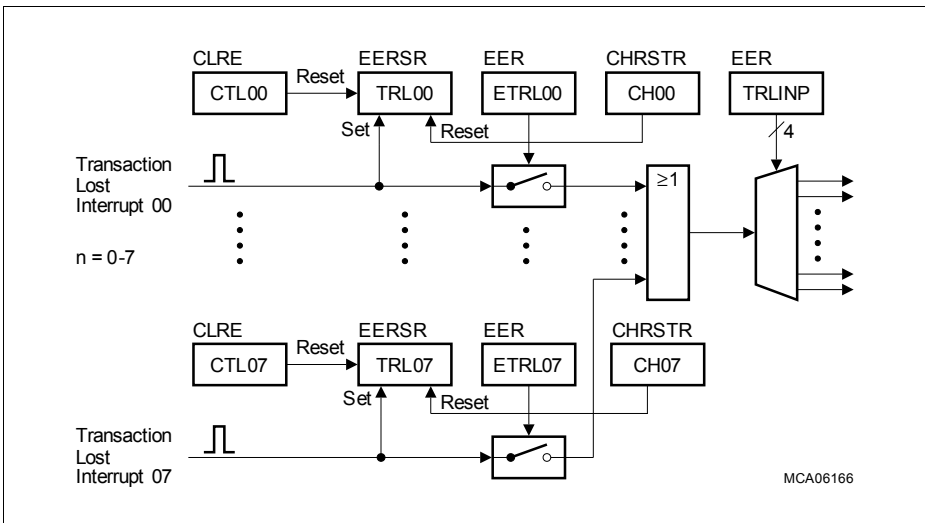 CLRE EERSR EER CHRSTR EER
CTL00 Reset TRL00 ETRL00 CH00 TRLINP
Set Reset 4
Transaction
Lost
Interrupt 00
≥1
n = 0-7
CLRE EERSR EER CHRSTR
CTL07 Reset TRL07 ETRL07 CH07
Set Reset
Transaction
Lost
Interrupt 07
MCA06166